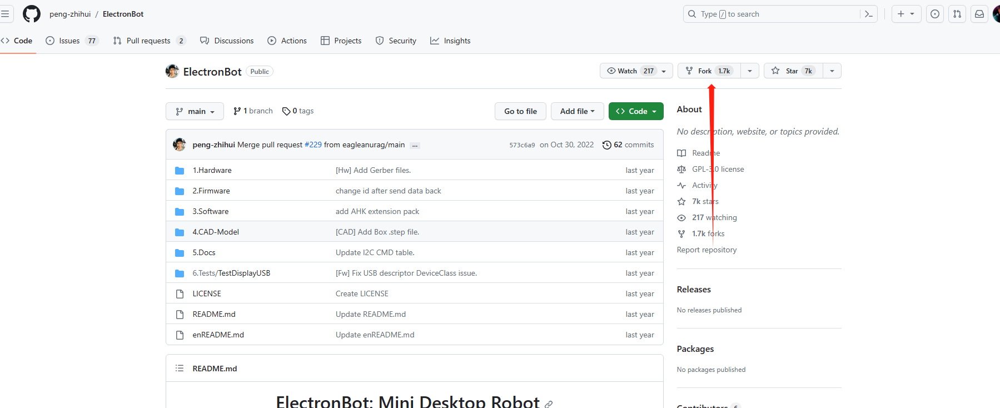 peng-zhihui / ElectronBot
Type / to search
Code Issues 77 Pull requests 2 Discussions Actions Projects Security Insights
ElectronBot Public
Watch 217 Fork 1.7k Star 7k
main 1 branch 0 tags Go to file Add file Code
peng-zhihui Merge pull request #229 from eagleanurag/main ... 573c6a9 on Oct 30, 2022 62 commits
1.Hardware [Hw] Add Gerber files. last year
2.Firmware change id after send data back last year
3.Software add AHK extension pack last year
4.CAD-Model [CAD] Add Box .step file. last year
5.Docs Update I2C CMD table. last year
6.Tests/TestDisplayUSB [Fw] Fix USB descriptor DeviceClass issue. last year
LICENSE Create LICENSE last year
README.md Update README.md last year
enREADME.md Update enREADME.md last year
README.md
ElectronBot: Mini Desktop Robot
About
No description, website, or topics provided.
Readme
GPL-3.0 license
Activity
7k stars
217 watching
1.7k forks
Report repository
Releases
No releases published
Packages
No packages published
Contributors 6